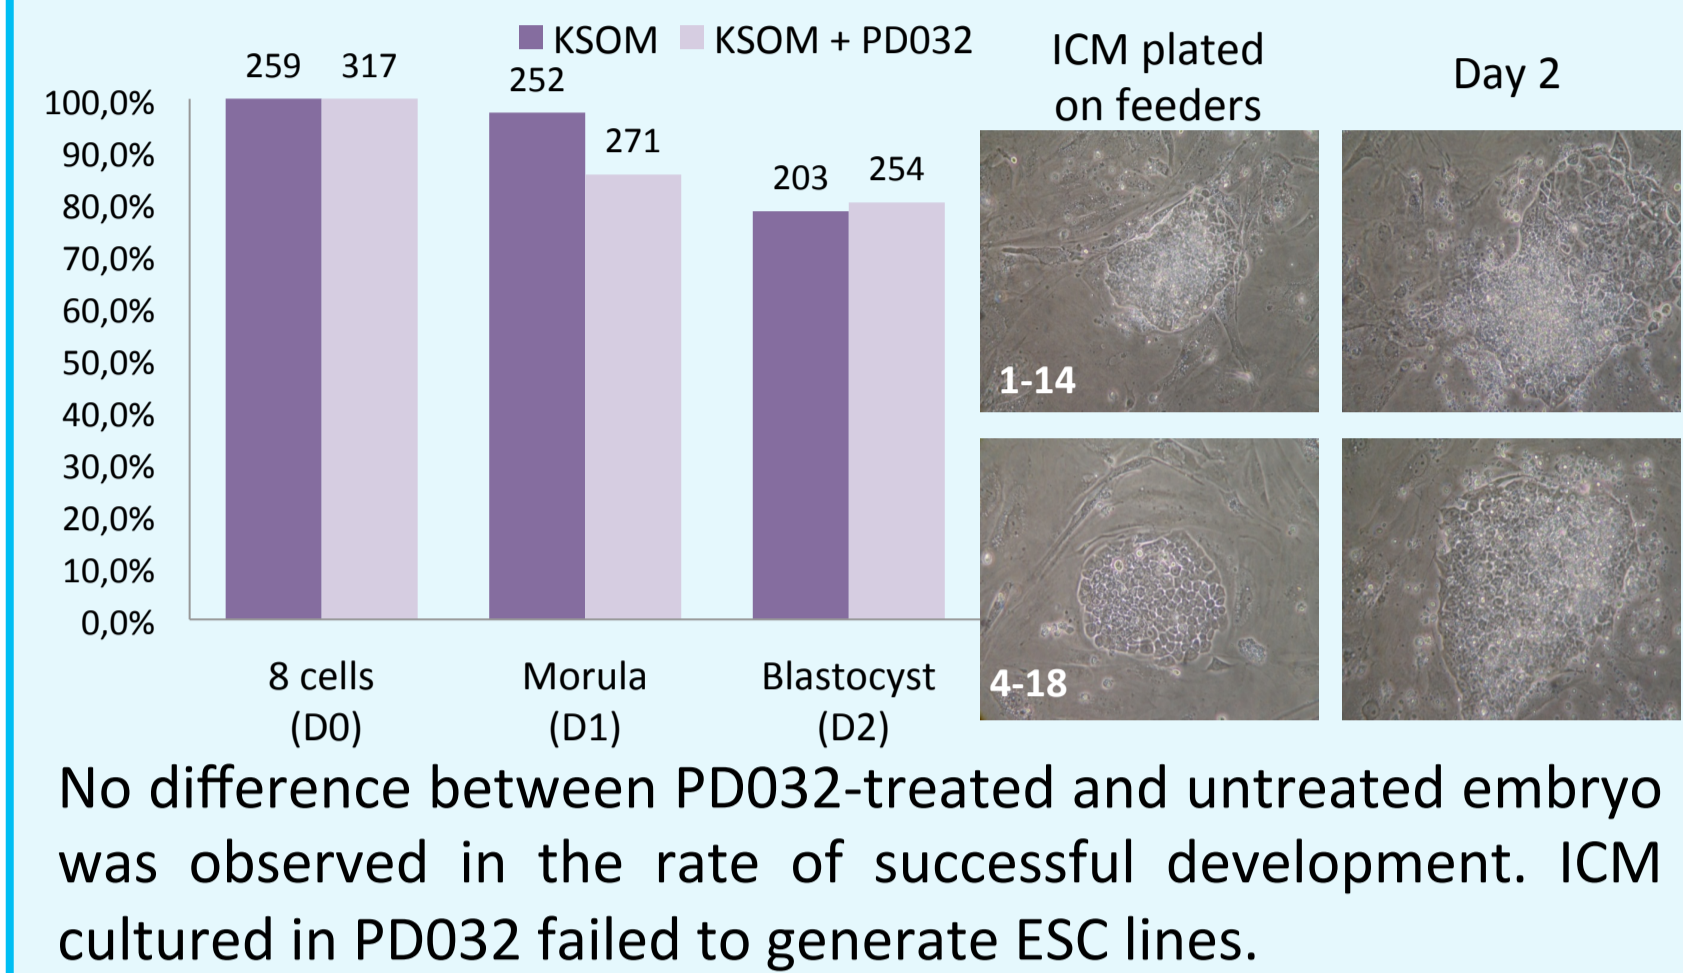 KSOM KSOM + PD032
259 317 252 271 203 254
100,0%
90,0%
80,0%
70,0%
60,0%
50,0%
40,0%
30,0%
20,0%
10,0%
0,0%
8 cells
(D0)
Morula
(D1)
Blastocyst
(D2)
ICM plated
on feeders
Day 2
1-14
4-18
No difference between PD032-treated and untreated embryo
was observed in the rate of successful development. ICM
cultured in PD032 failed to generate ESC lines.